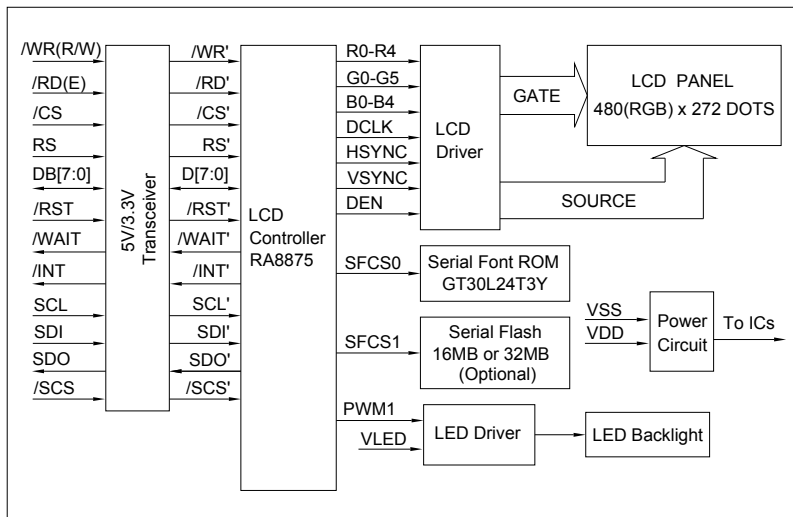 /WR(R/W)
/RD(E)
/CS
RS
DB[7:0]
/RST
/WAIT
/INT
SCL
SDI
SDO
/SCS
5V/3.3V
Transceiver
/WR'
/RD'
/CS'
RS'
D[7:0]
/RST'
/WAIT'
/INT'
SCL'
SDI'
SDO'
/SCS'
LCD
Controller
RA8875
R0-R4
G0-G5
B0-B4
DCLK
HSYNC
VSYNC
DEN
SFCS0
SFCS1
PWM1
VLED
LCD
Driver
GATE
SOURCE
LCD PANEL
480(RGB) x 272 DOTS
Serial Font ROM
GT30L24T3Y
Serial Flash
16MB or 32MB
(Optional)
LED Driver
LED Backlight
VSS
VDD
Power
Circuit
To ICs